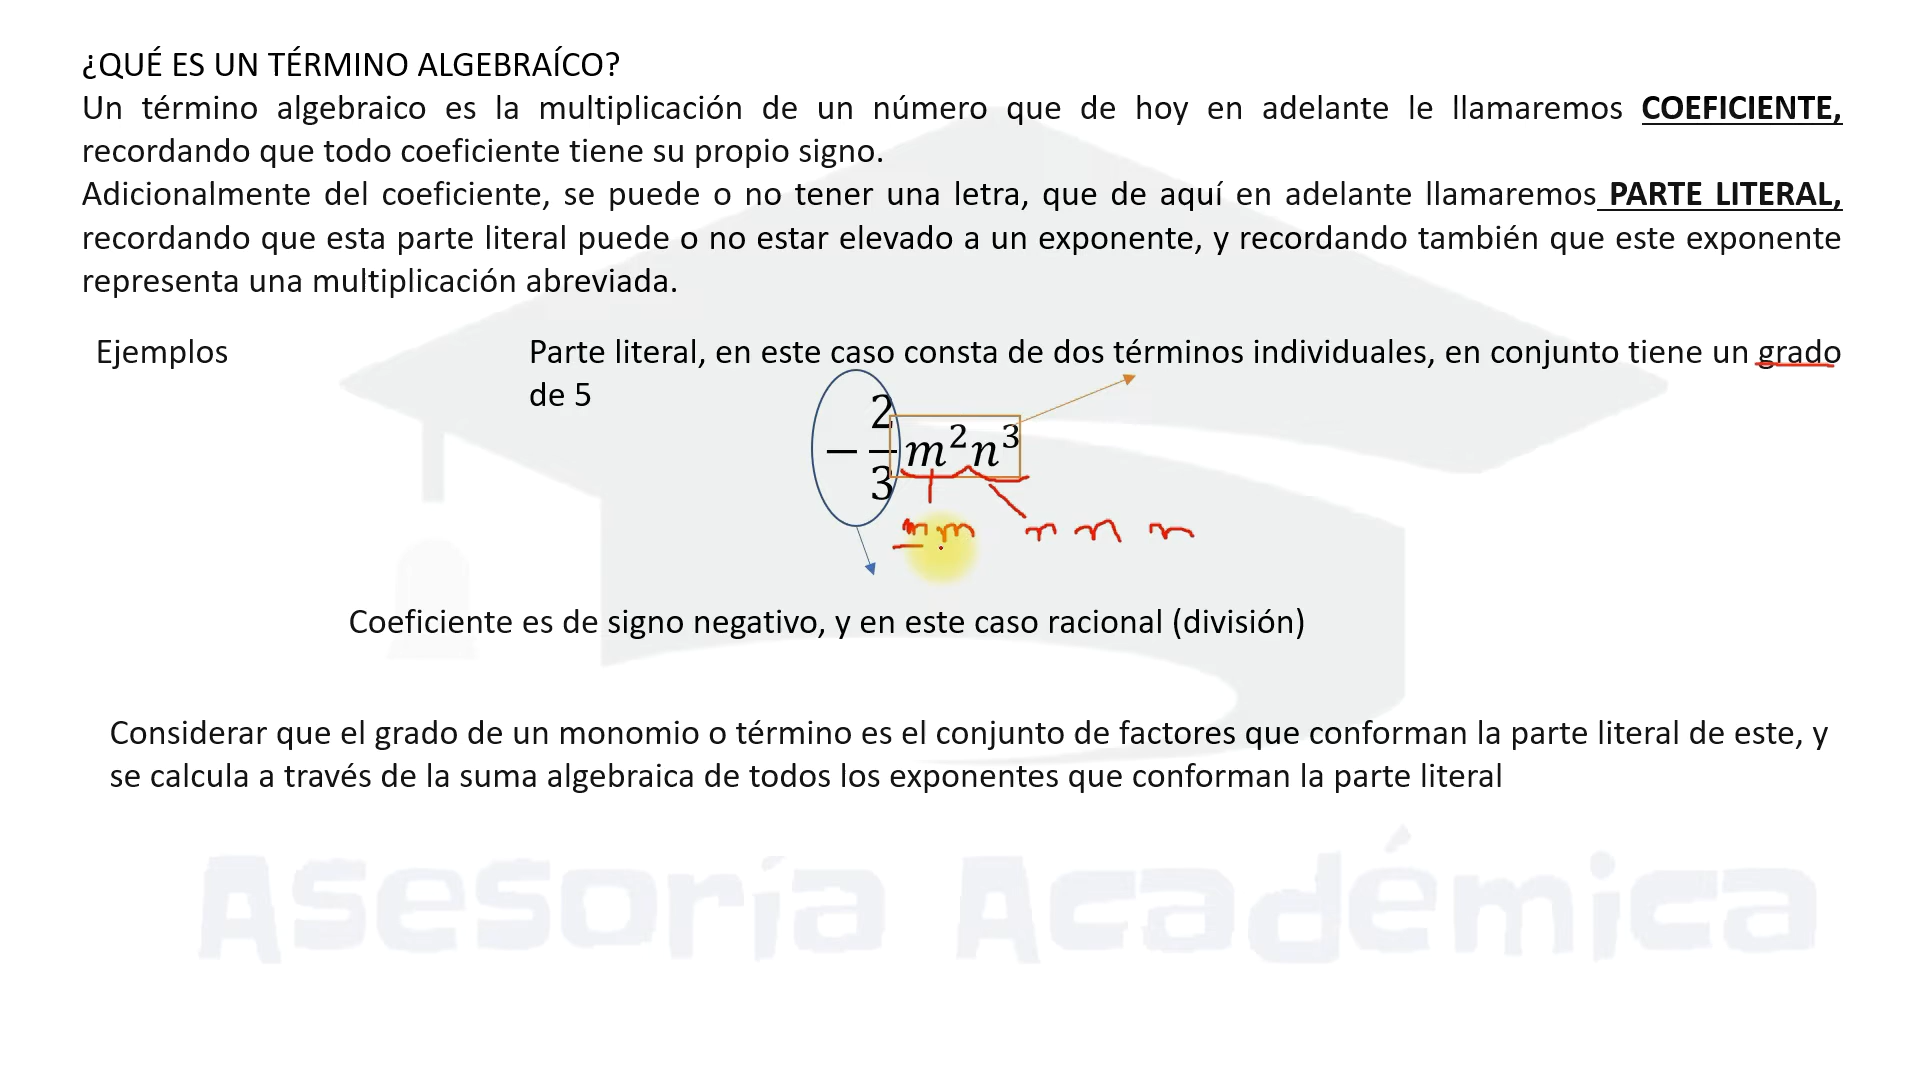 ¿QUÉ ES UN TÉRMINO ALGEBRAÍCO?
Un término algebraico es la multiplicación de un número que de hoy en adelante le llamaremos COEFICIENTE,
recordando que todo coeficiente tiene su propio signo.
Adicionalmente del coeficiente, se puede o no tener una letra, que de aquí en adelante llamaremos PARTE LITERAL,
recordando que esta parte literal puede o no estar elevado a un exponente, y recordando también que este exponente
representa una multiplicación abreviada.
Ejemplos
Parte literal, en este caso consta de dos términos individuales, en conjunto tiene un grado
de 5
−2/3 m²n³
m m n n n
Coeficiente es de signo negativo, y en este caso racional (división)
Considerar que el grado de un monomio o término es el conjunto de factores que conforman la parte literal de este, y
se calcula a través de la suma algebraica de todos los exponentes que conforman la parte literal
Asesoría Académica